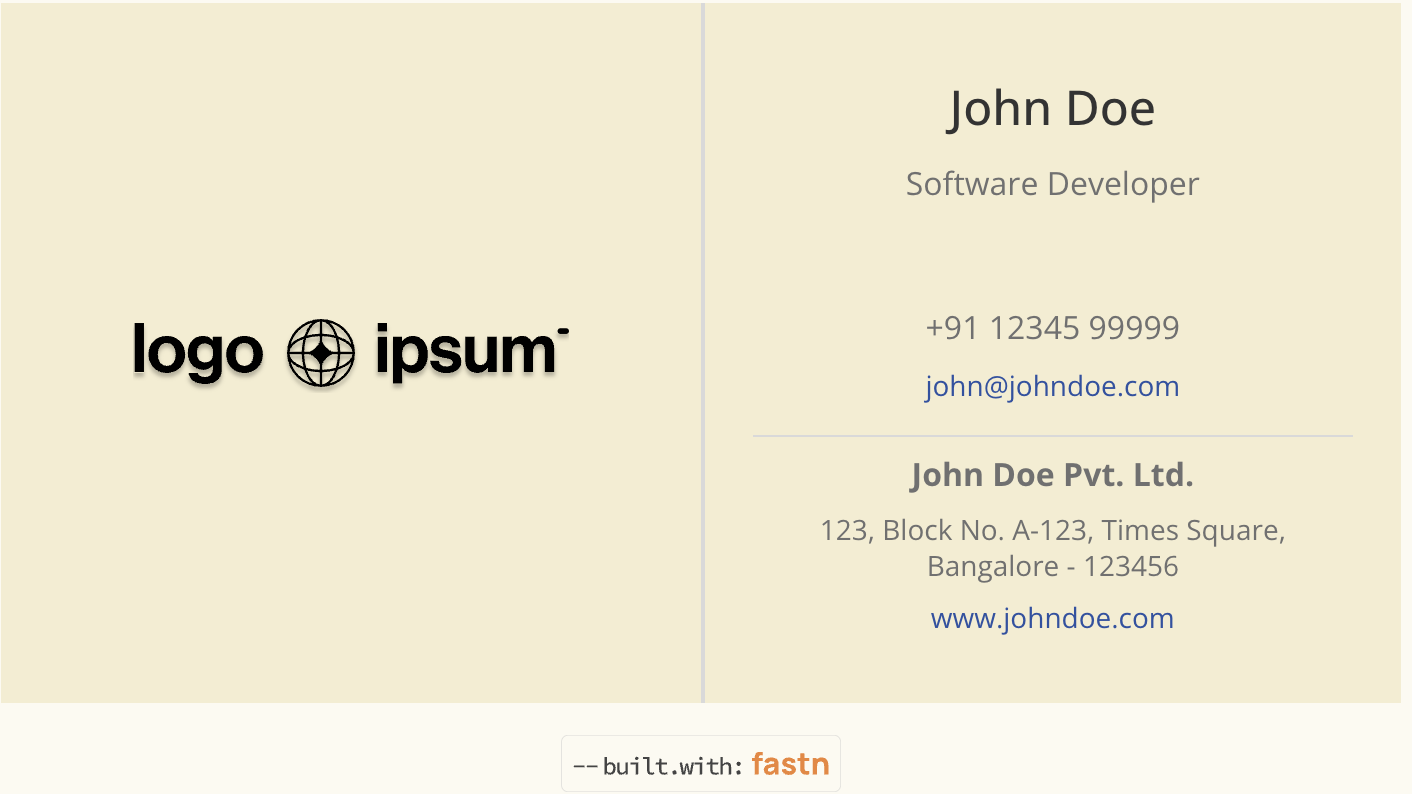 logo ipsum
John Doe
Software Developer
+91 12345 99999
john@johndoe.com
John Doe Pvt. Ltd.
123, Block No. A-123, Times Square,
Bangalore - 123456
www.johndoe.com
-- built.with: fastn